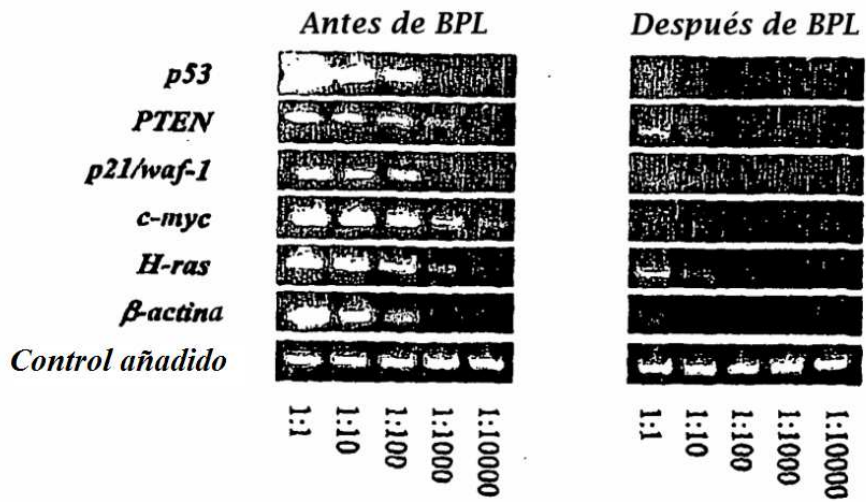 Antes de BPL
Después de BPL
p53
PTEN
p21/waf-1
c-myc
H-ras
β-actina
Control añadido
1:1
1:10
1:100
1:1000
1:10000
1:1
1:10
1:100
1:1000
1:10000